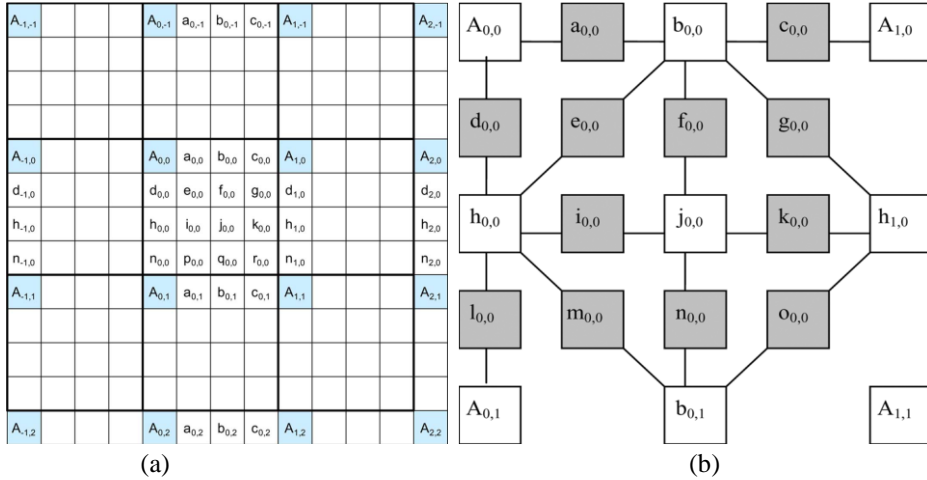 A-1,-1 A0,-1 a0,-1 b0,-1 c0,-1 A1,-1 A2,-1
A-1,0 A0,0 a0,0 b0,0 c0,0 A1,0 A2,0
d-1,0 d0,0 e0,0 f0,0 g0,0 d1,0 d2,0
h-1,0 h0,0 i0,0 j0,0 k0,0 h1,0 h2,0
n-1,0 n0,0 p0,0 q0,0 r0,0 n1,0 n2,0
A-1,1 A0,1 a0,1 b0,1 c0,1 A1,1 A2,1
A-1,2 A0,2 a0,2 b0,2 c0,2 A1,2 A2,2
(a)
A0,0 a0,0 b0,0 c0,0 A1,0
d0,0 e0,0 f0,0 g0,0
h0,0 i0,0 j0,0 k0,0 h1,0
l0,0 m0,0 n0,0 o0,0
A0,1 b0,1 A1,1
(b)